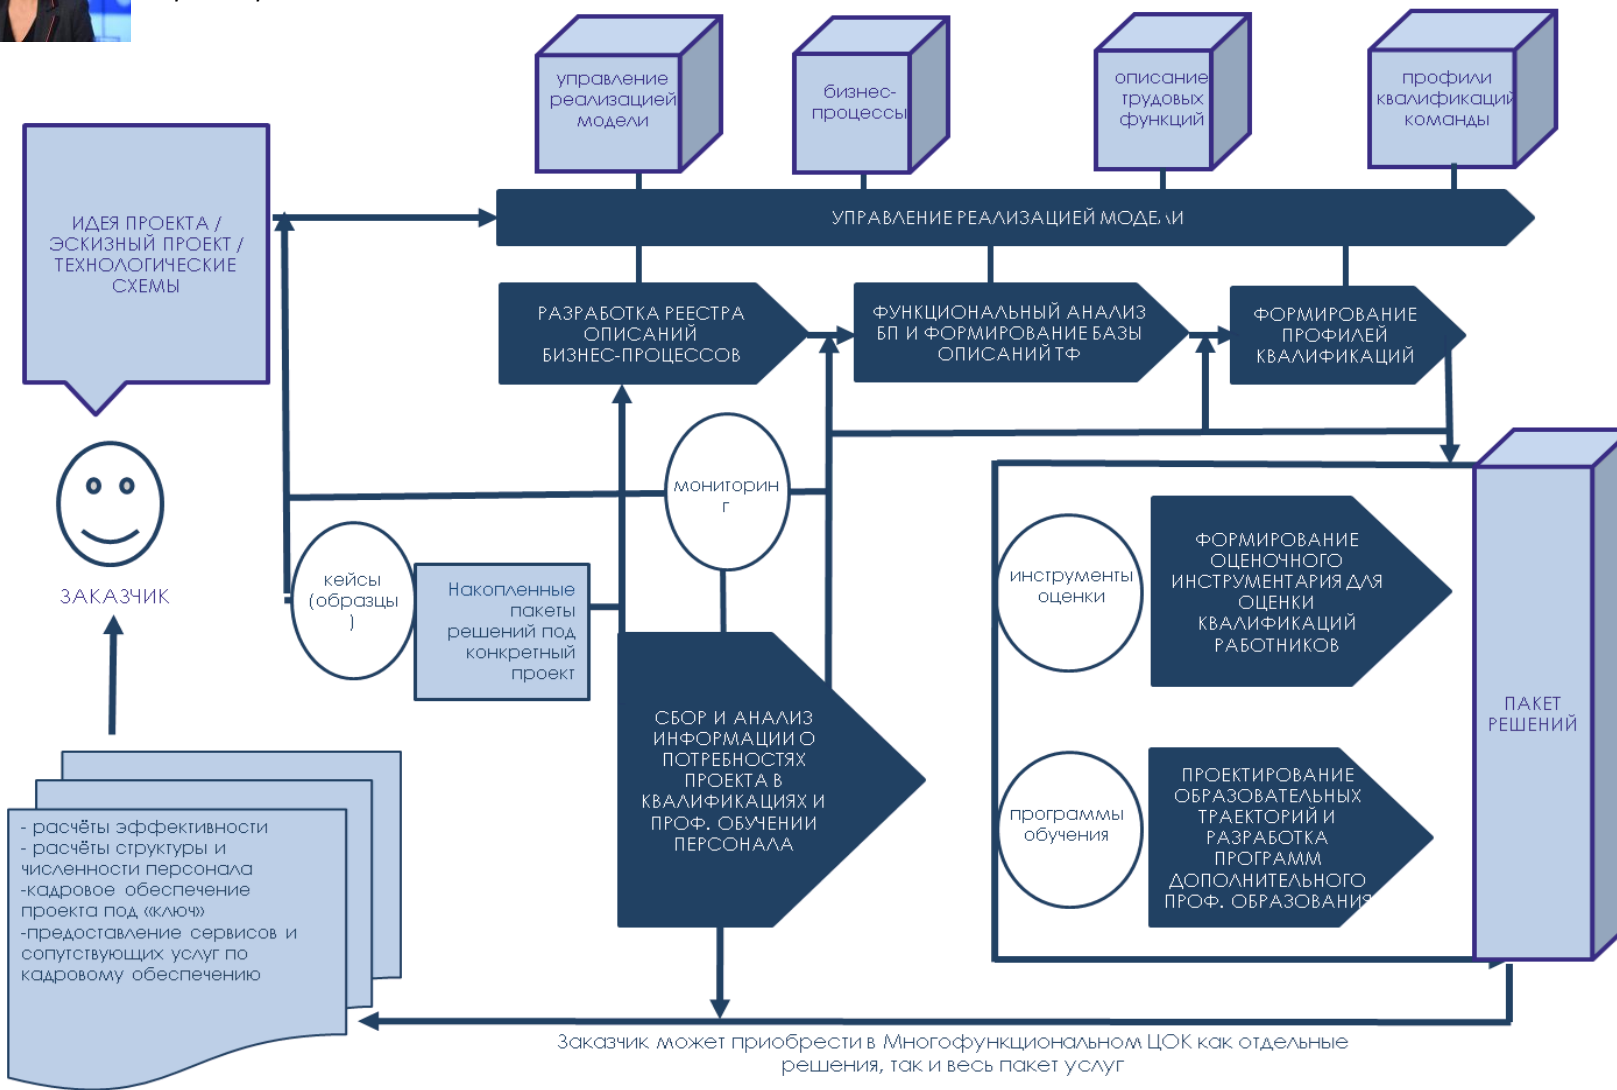 управление
реализацией
модели
бизнес-
процессы
описание
трудовых
функций
профили
квалификаций
команды
ИДЕЯ ПРОЕКТА /
ЭСКИЗНЫЙ ПРОЕКТ /
ТЕХНОЛОГИЧЕСКИЕ
СХЕМЫ
УПРАВЛЕНИЕ РЕАЛИЗАЦИЕЙ МОДЕЛИ
РАЗРАБОТКА РЕЕСТРА
ОПИСАНИЙ
БИЗНЕС-ПРОЦЕССОВ
ФУНКЦИОНАЛЬНЫЙ АНАЛИЗ
БП И ФОРМИРОВАНИЕ БАЗЫ
ОПИСАНИЙ ТФ
ФОРМИРОВАНИЕ
ПРОФИЛЕЙ
КВАЛИФИКАЦИЙ
мониторин
г
ЗАКАЗЧИК
кейсы
(образцы
)
Накопленные
пакеты
решений под
конкретный
проект
инструменты
оценки
ФОРМИРОВАНИЕ
ОЦЕНОЧНОГО
ИНСТРУМЕНТАРИЯ ДЛЯ
ОЦЕНКИ
КВАЛИФИКАЦИЙ
РАБОТНИКОВ
СБОР И АНАЛИЗ
ИНФОРМАЦИИ О
ПОТРЕБНОСТЯХ
ПРОЕКТА В
КВАЛИФИКАЦИЯХ И
ПРОФ. ОБУЧЕНИИ
ПЕРСОНАЛА
ПАКЕТ
РЕШЕНИЙ
программы
обучения
ПРОЕКТИРОВАНИЕ
ОБРАЗОВАТЕЛЬНЫХ
ТРАЕКТОРИЙ И
РАЗРАБОТКА
ПРОГРАММ
ДОПОЛНИТЕЛЬНОГО
ПРОФ. ОБРАЗОВАНИЯ
- расчёты эффективности
- расчёты структуры и
численности персонала
-кадровое обеспечение
проекта под «ключ»
-предоставление сервисов и
сопутствующих услуг по
кадровому обеспечению
Заказчик может приобрести в Многофункциональном ЦОК как отдельные
решения, так и весь пакет услуг